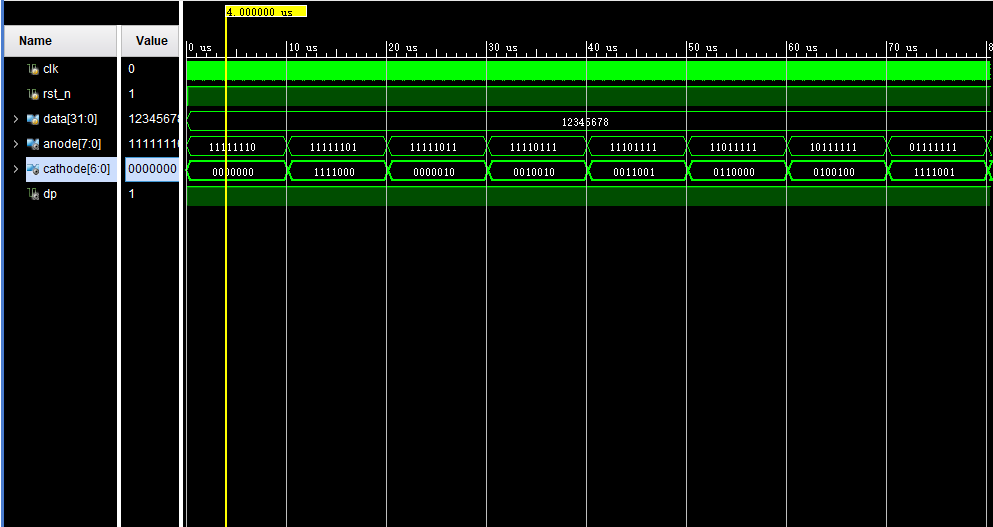 4.000000 us
Name Value
0 us 10 us 20 us 30 us 40 us 50 us 60 us 70 us 8
clk 0
rst_n 1
data[31:0] 12345678 12345678
anode[7:0] 11111110 11111110 11111101 11111011 11110111 11101111 11011111 10111111 01111111
cathode[6:0] 0000000 0000000 1111000 0000010 0010010 0011001 0110000 0100100 1111001
dp 1